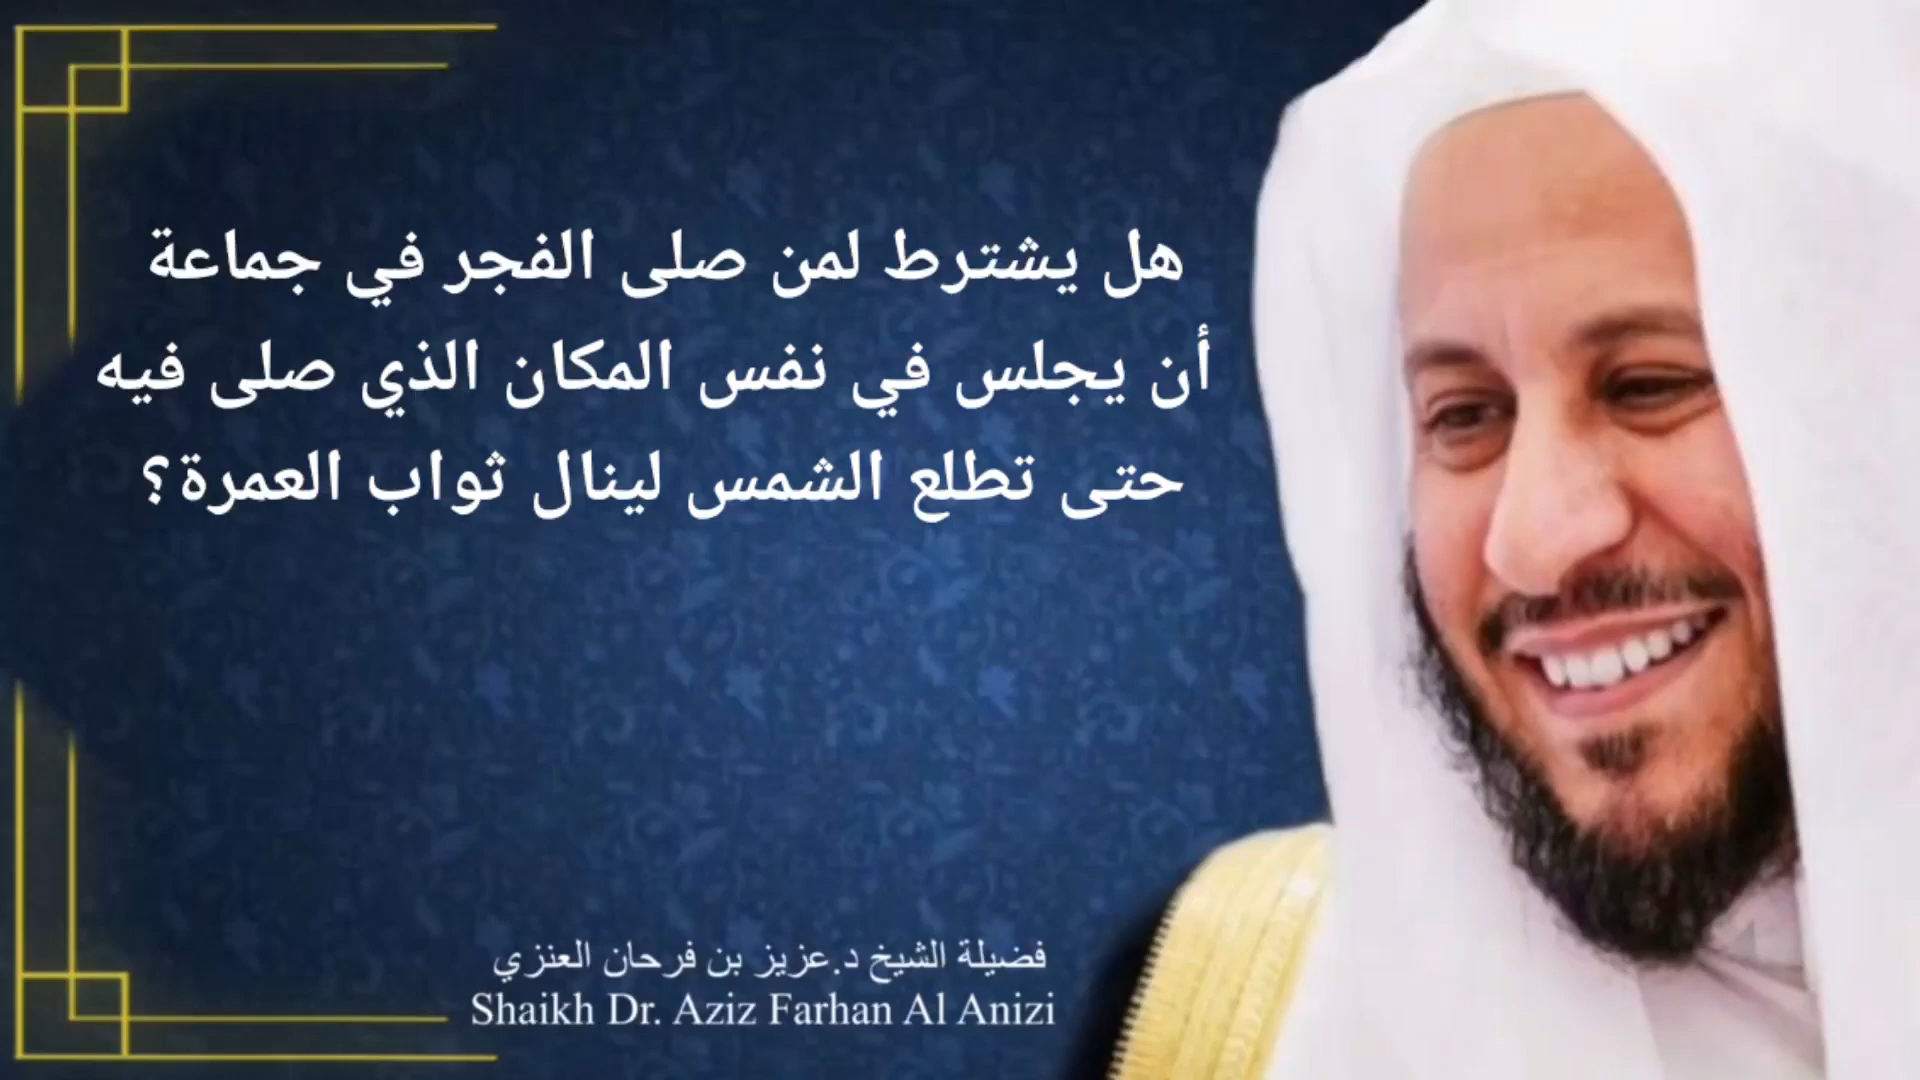 هل يشترط لمن صلى الفجر في جماعة
أن يجلس في نفس المكان الذي صلى فيه
حتى تطلع الشمس لينال ثواب العمرة؟
فضيلة الشيخ د.عزيز بن فرحان العنزي
Shaikh Dr. Aziz Farhan Al Anizi